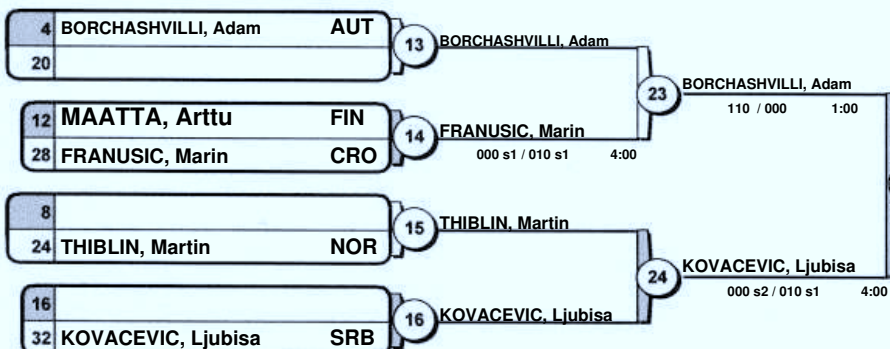 4 BORCHASHVILLI, Adam AUT
20
13 BORCHASHVILLI, Adam
12 MAATTA, Arttu FIN
28 FRANUSIC, Marin CRO
14 FRANUSIC, Marin
000 s1 / 010 s1 4:00
23 BORCHASHVILLI, Adam
110 / 000 1:00
8
24 THIBLIN, Martin NOR
15 THIBLIN, Martin
16
32 KOVACEVIC, Ljubisa SRB
16 KOVACEVIC, Ljubisa
24 KOVACEVIC, Ljubisa
000 s2 / 010 s1 4:00